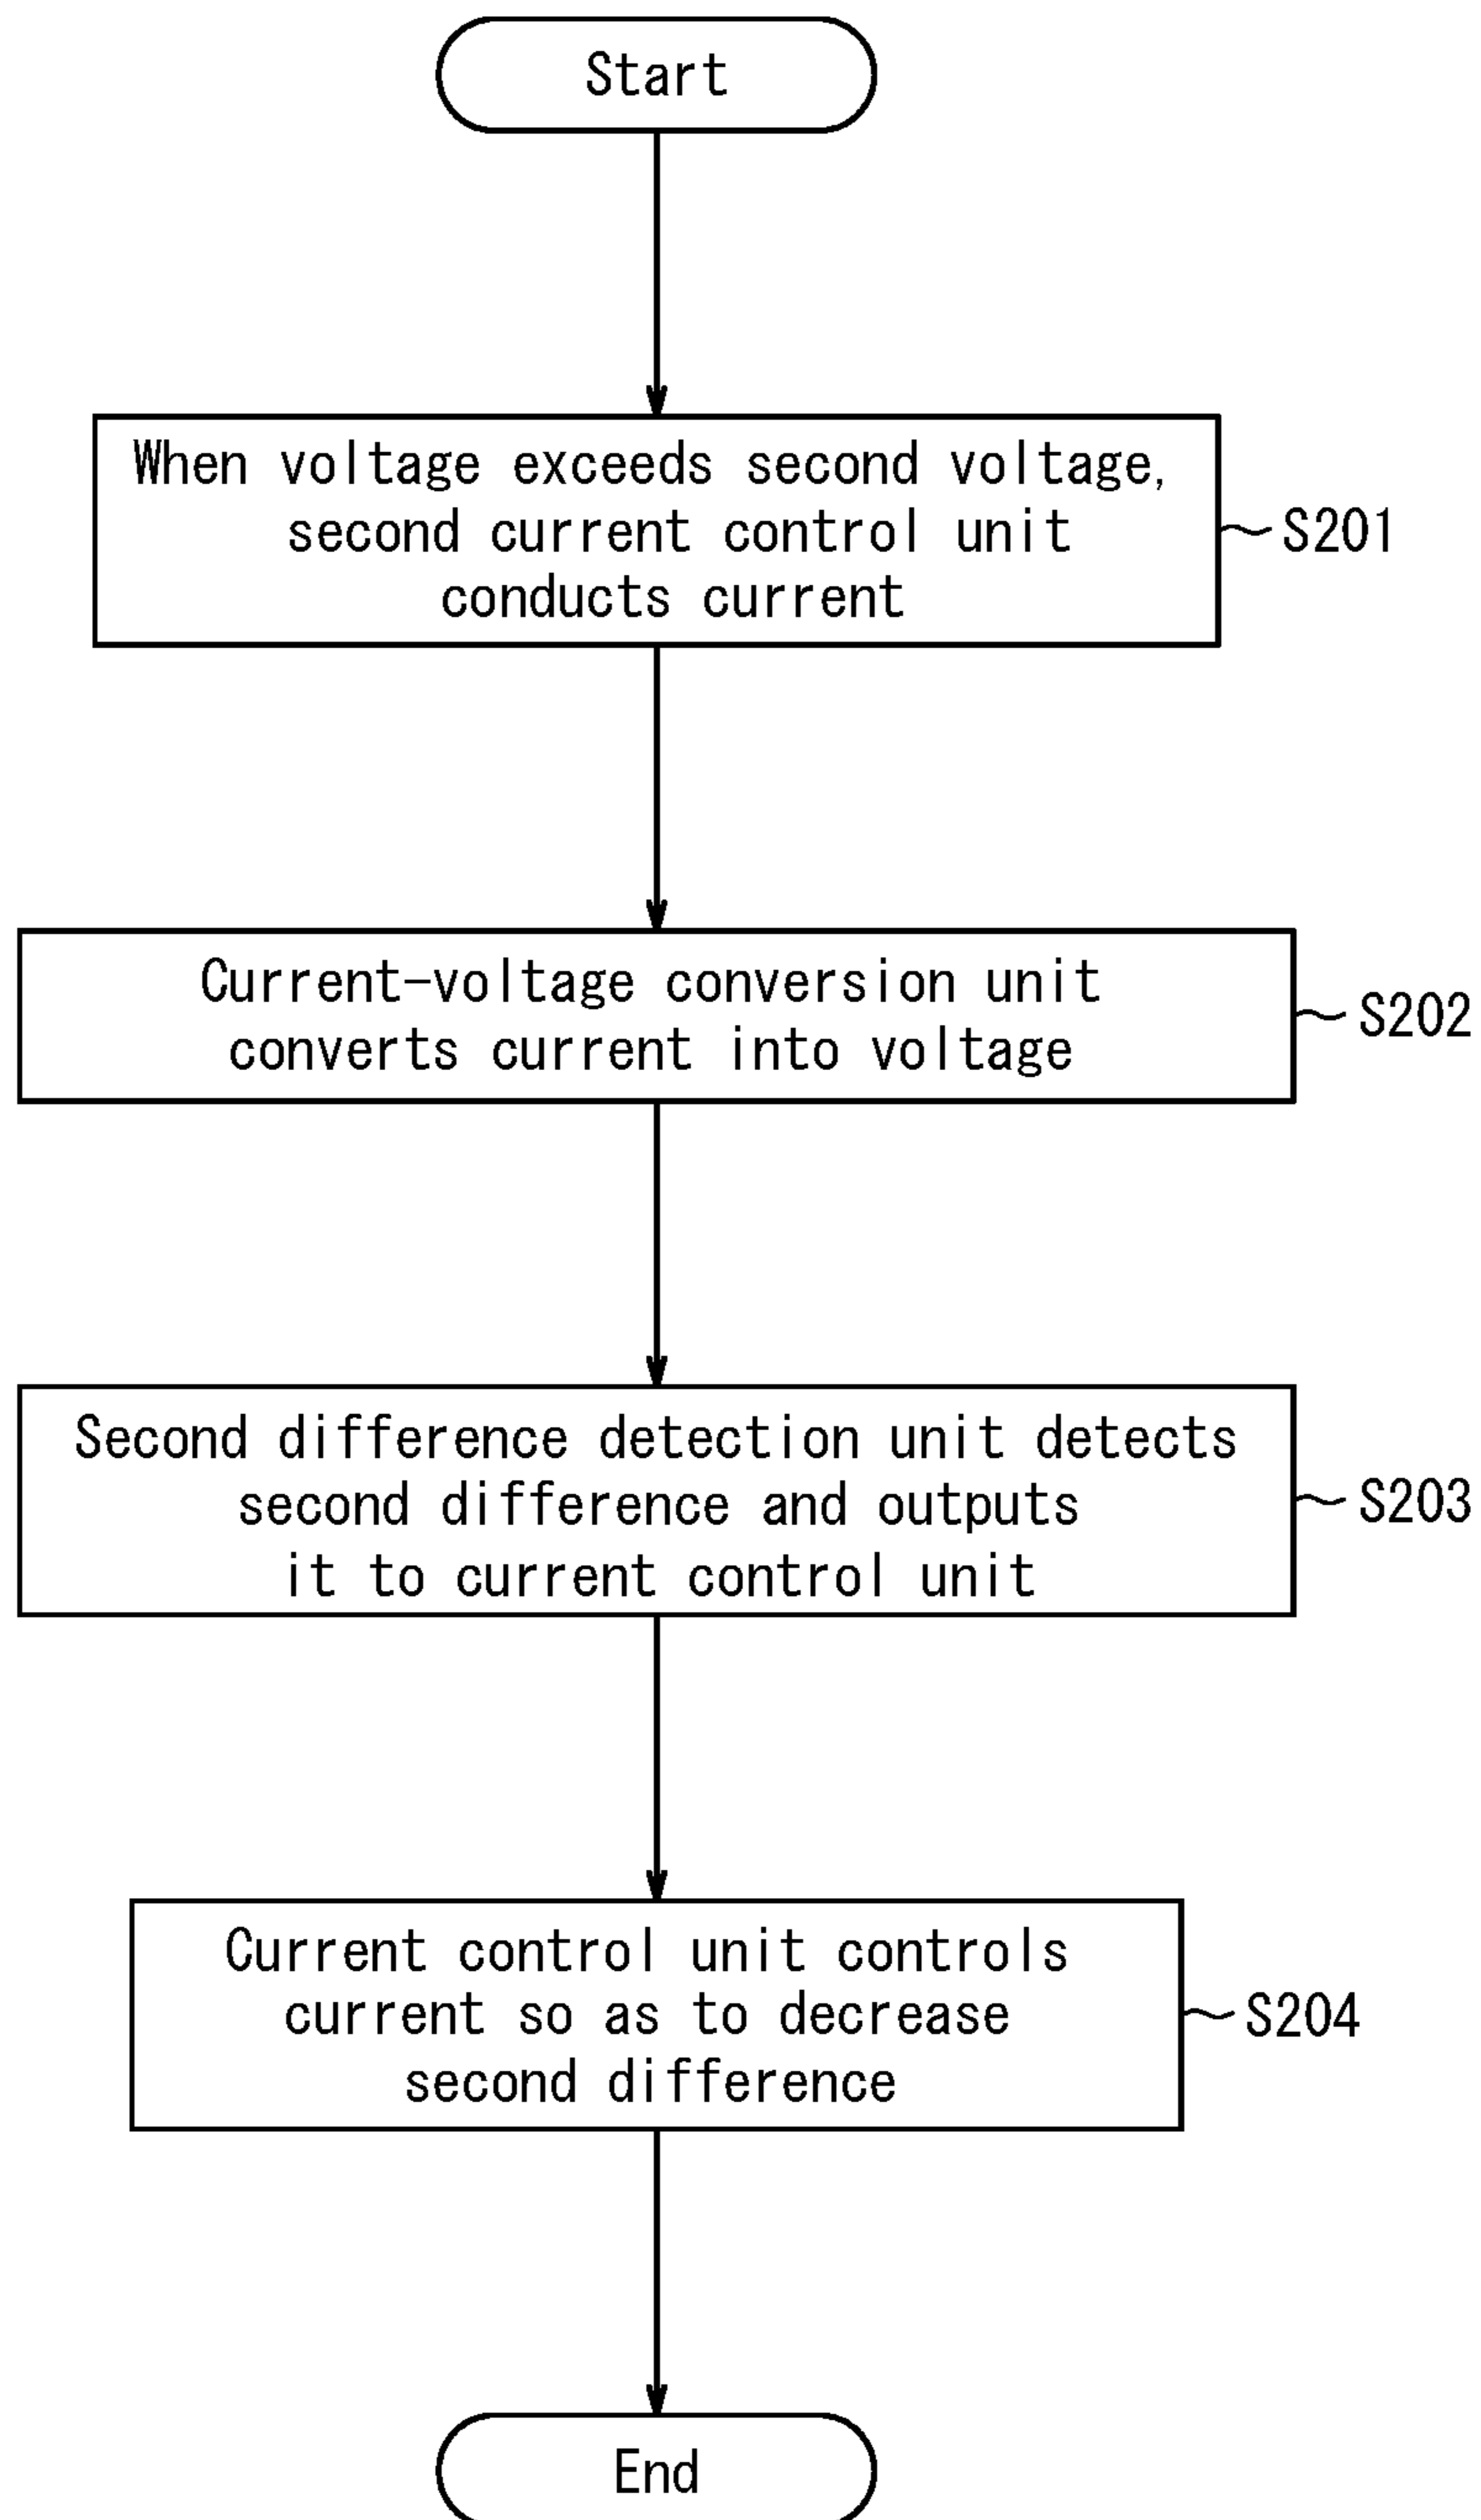 Start
When voltage exceeds second voltage,
second current control unit
conducts current
S201
Current-voltage conversion unit
converts current into voltage
S202
Second difference detection unit detects
second difference and outputs
it to current control unit
S203
Current control unit controls
current so as to decrease
second difference
S204
End